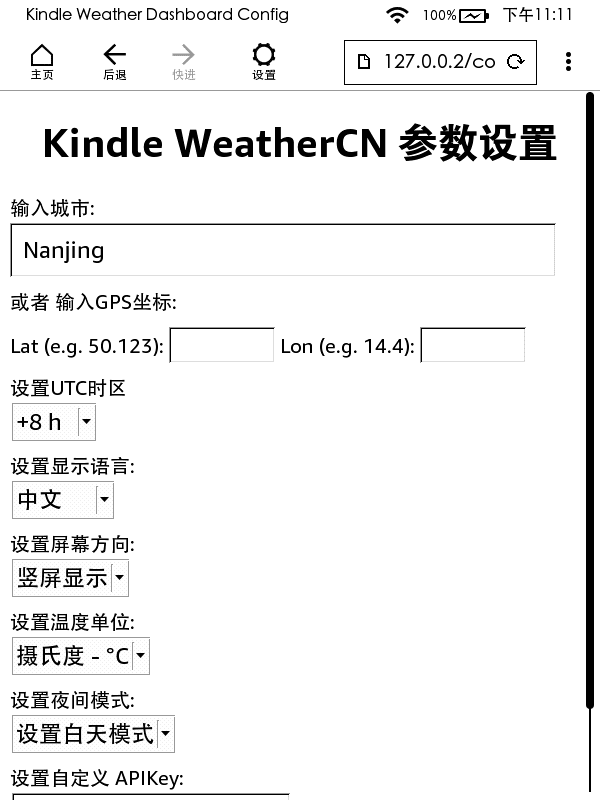 Kindle Weather Dashboard Config 100% 下午11:11
主页 后退 快进 设置 127.0.0.2/co
Kindle WeatherCN 参数设置
输入城市:
Nanjing
或者 输入GPS坐标:
Lat (e.g. 50.123): Lon (e.g. 14.4):
设置UTC时区
+8 h
设置显示语言:
中文
设置屏幕方向:
竖屏显示
设置温度单位:
摄氏度 - °C
设置夜间模式:
设置白天模式
设置自定义 APIKey: